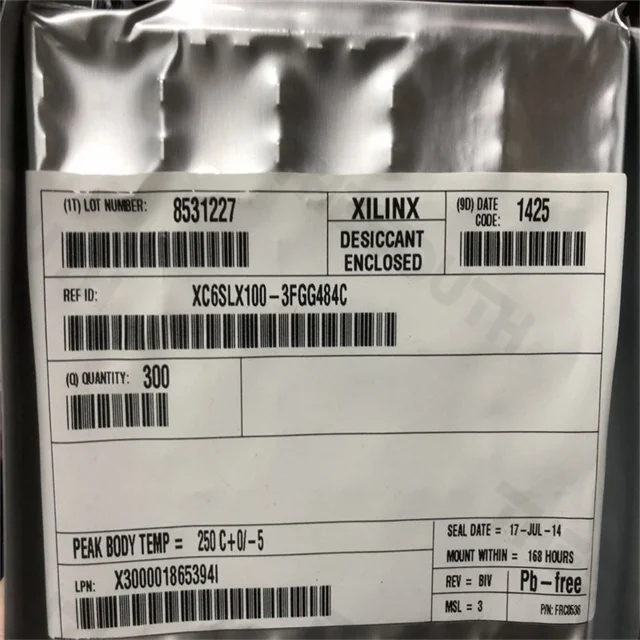 (1T) LOT NUMBER: 8531227
XILINX
DESICCANT
ENCLOSED
(9D) DATE
CODE: 1425
REF ID: XC6SLX100-3FGG484C
(Q) QUANTITY: 300
PEAK BODY TEMP = 250 C+0/-5
SEAL DATE = 17-JUL-14
MOUNT WITHIN = 168 HOURS
LPN: X300001865394I
REV = BIV
Pb-free
MSL = 3
P/N: FRC0536